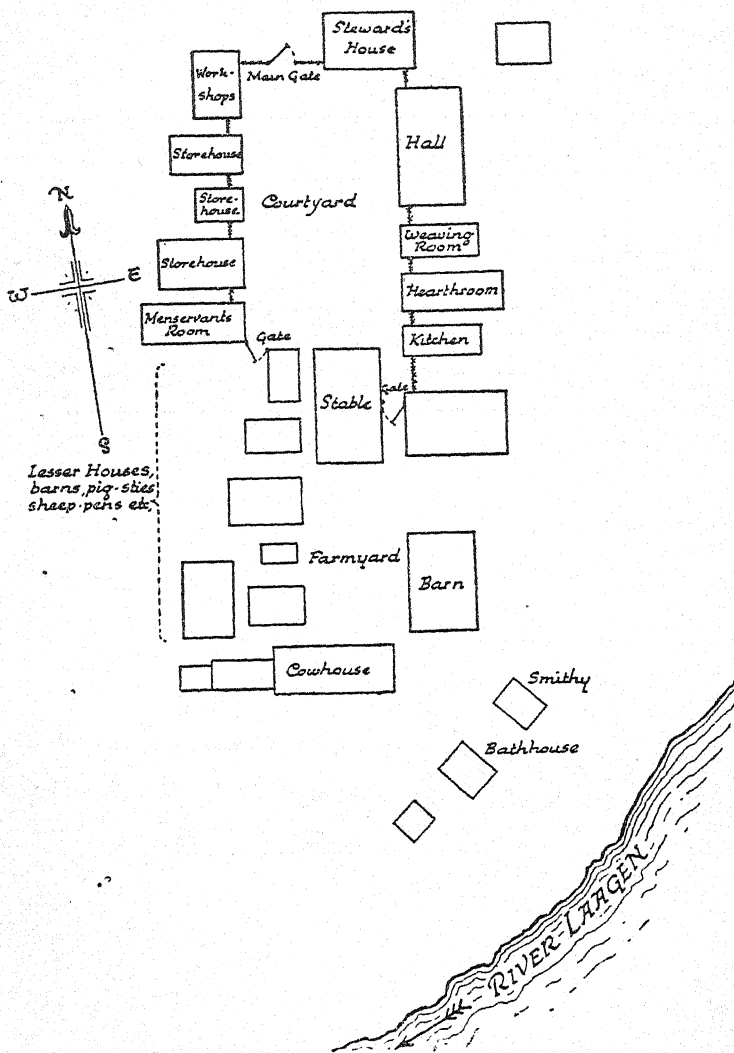 Steward's
House
Main Gate
Work-
shops
Hall
Storehouse
Store-
house
Courtyard
N
W
E
S
Weaving
Room
Storehouse
Hearthroom
Menservants
Room
Gate
Kitchen
Stable
Gate
Lesser Houses,
barns, pig-sties
sheep-pens etc,
Farmyard
Barn
Cowhouse
Smithy
Bathhouse
RIVER-LAAGEN